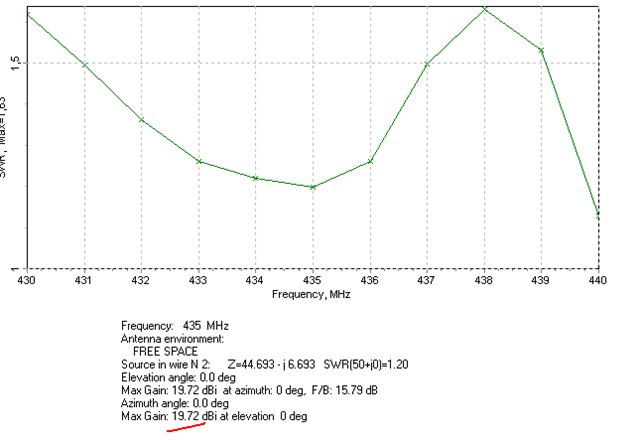 1,5
1
430 431 432 433 434 435 436 437 438 439 440
Frequency, MHz
Frequency: 435 MHz
Antenna environment:
FREE SPACE
Source in wire N 2: Z=44.693 - j 6.693 SWR(50+j0)=1.20
Elevation angle: 0.0 deg
Max Gain: 19.72 dBi at azimuth: 0 deg, F/B: 15.79 dB
Azimuth angle: 0.0 deg
Max Gain: 19.72 dBi at elevation 0 deg